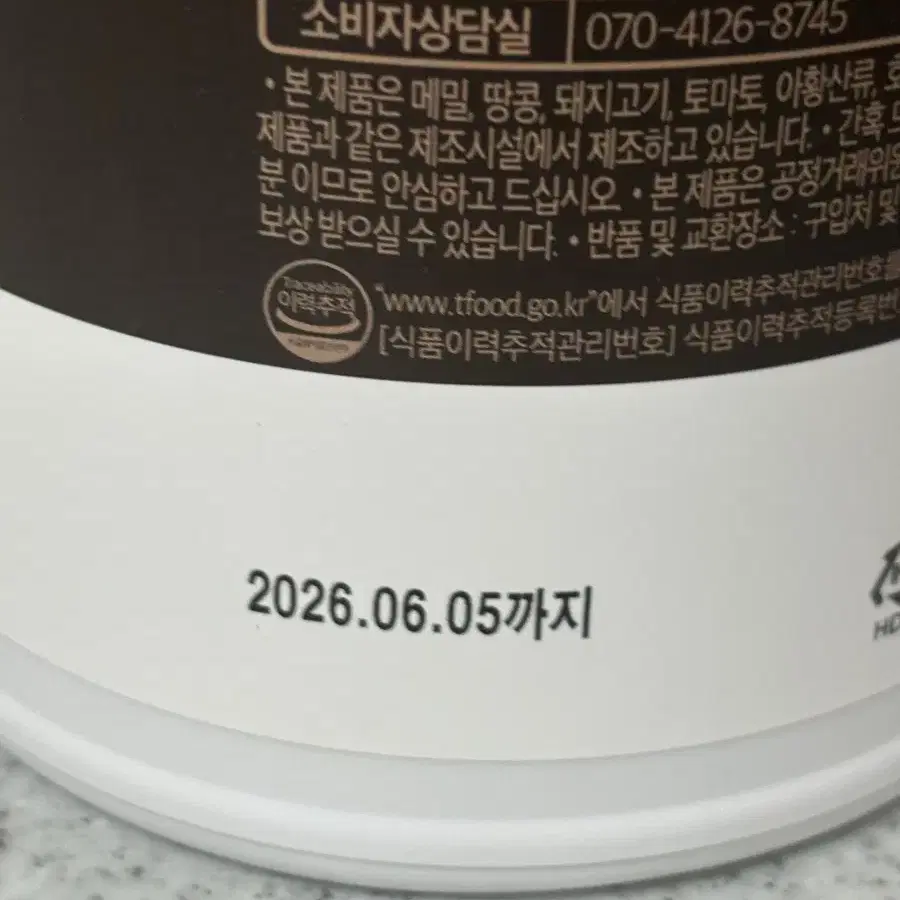 소비자상담실 070-4126-8745
• 본 제품은 메밀, 땅콩, 돼지고기, 토마토, 아황산류,
제품과 같은 제조시설에서 제조하고 있습니다. • 간혹
분 이므로 안심하고 드십시오 • 본 제품은 공정거래위원
보상 받으실 수 있습니다. • 반품 및 교환장소 : 구입처 및
Traceability
이력추적
"www.tfood.go.kr"에서 식품이력추적관리번호를
[식품이력추적관리번호] 식품이력추적등록번
2026.06.05까지
HD